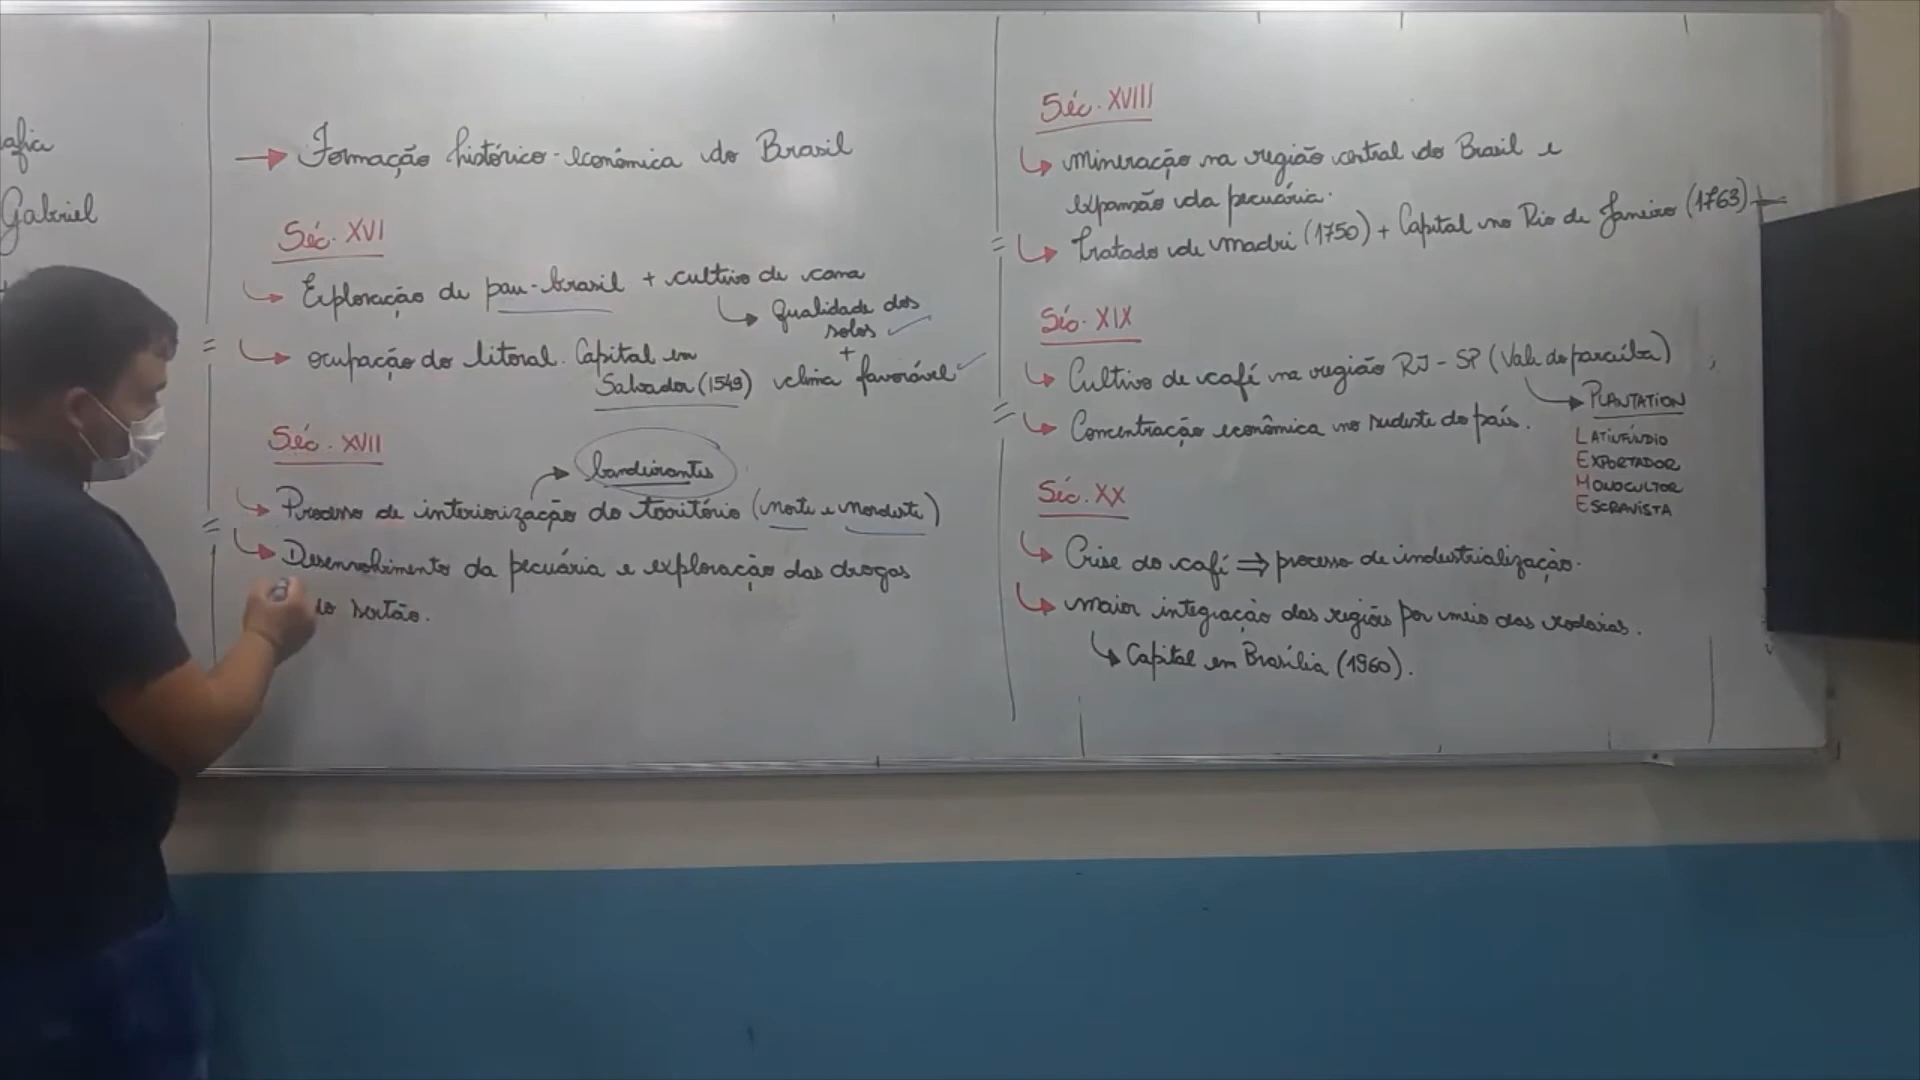 afia
Gabriel
Formação histórico-econômica do Brasil
Séc. XVI
Exploração de pau-brasil + cultivo de cana
Qualidade dos
solos
+
ocupação do litoral. Capital em
Salvador (1549)
clima favorável
Séc. XVII
bandeirantes
Processo de interiorização do território (norte e nordeste)
Desenvolvimento da pecuária e exploração das drogas
do sertão.
Séc. XVIII
Mineração na região central do Brasil e
expansão da pecuária.
Tratado de Madri (1750) + Capital no Rio de Janeiro (1763)
Séc. XIX
Cultivo de café na região RJ - SP (Vale do paraíba)
PLANTATION
Concentração econômica no sudeste do país.
LATIFÚNDIO
EXPORTADOR
MONOCULTOR
ESCRAVISTA
Séc. XX
Crise do café ⇒ processo de industrialização.
Maior integração das regiões por meio das rodovias.
Capital em Brasília (1960).